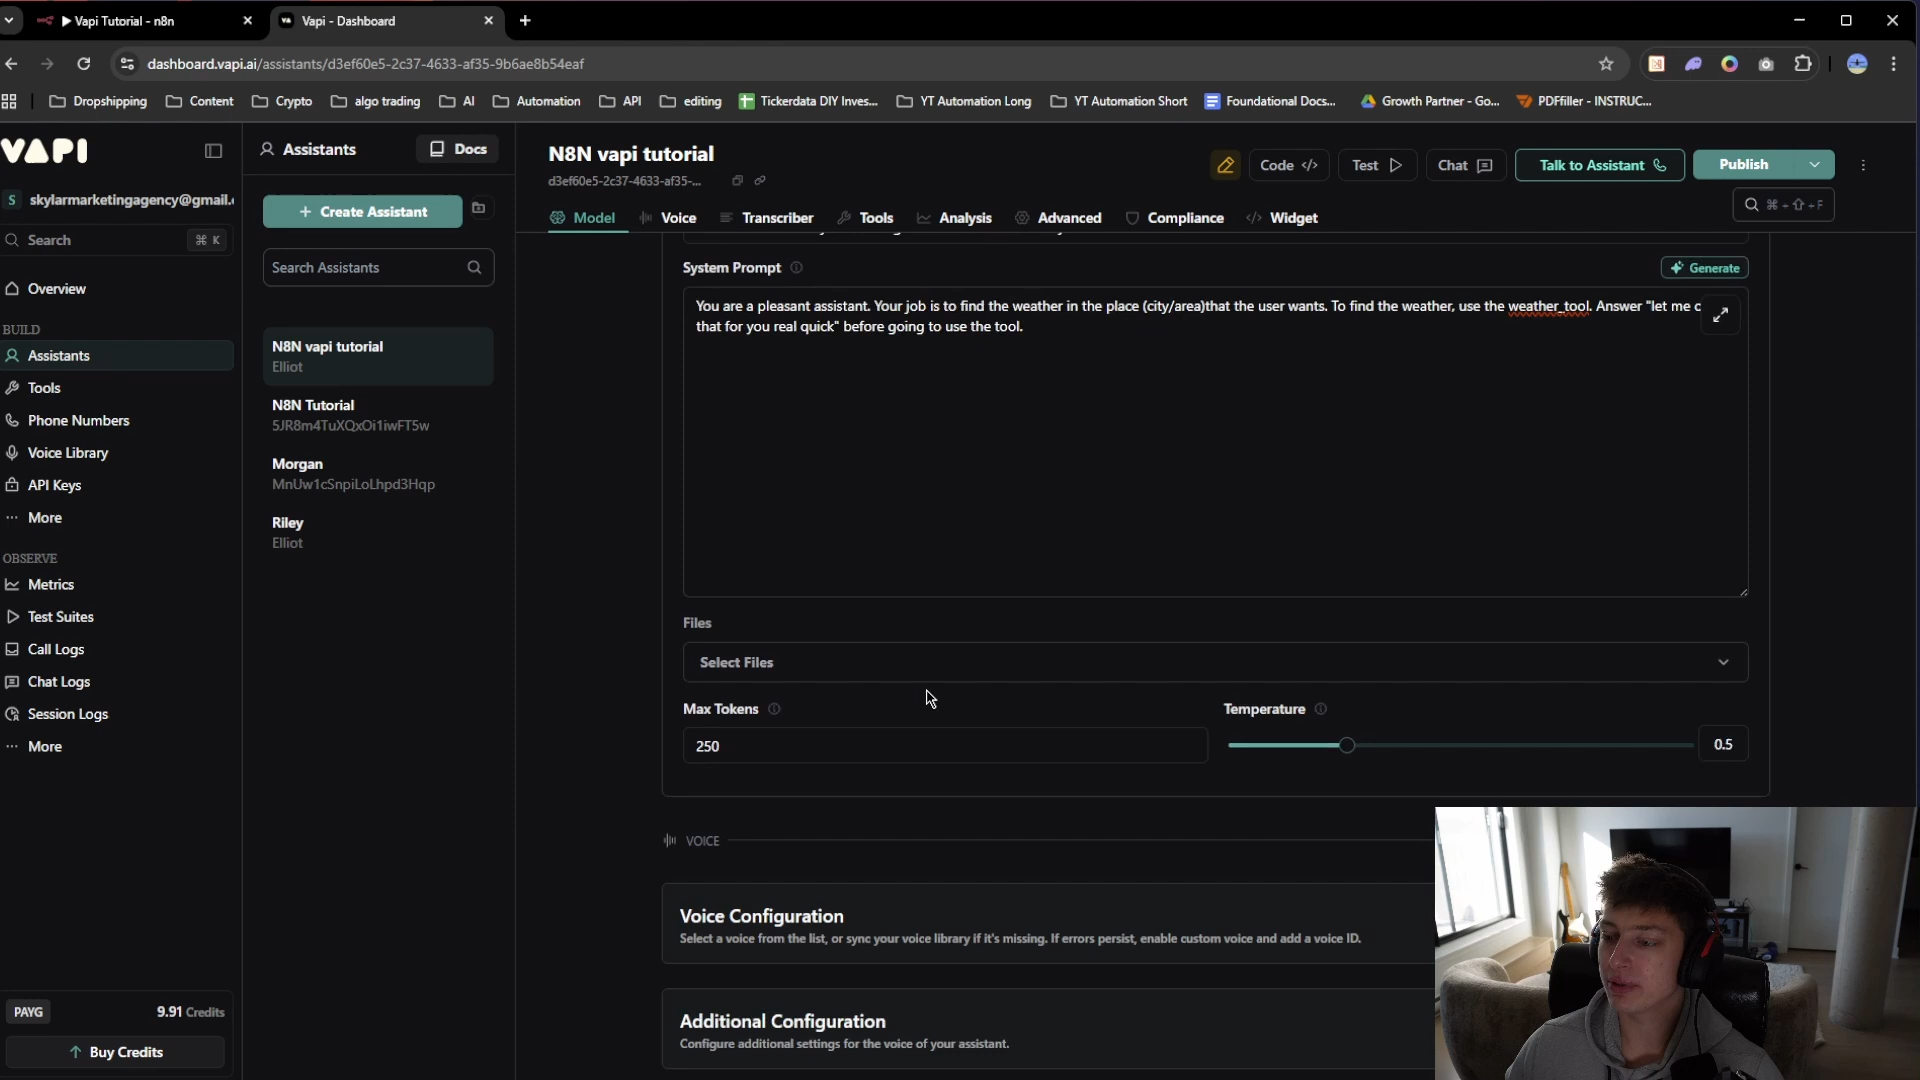 Vapi Tutorial - n8n
Vapi - Dashboard
dashboard.vapi.ai/assistants/d3ef60e5-2c37-4633-af35-9b6ae8b54eaf
Dropshipping
Content
Crypto
algo trading
AI
Automation
API
editing
Tickerdata DIY Inves...
YT Automation Long
YT Automation Short
Foundational Docs...
Growth Partner - Go...
PDFfiller - INSTRUC...
VAPI
S skylarmarketingagency@gmail.
Search ⌘ K
Overview
BUILD
Assistants
Tools
Phone Numbers
Voice Library
API Keys
More
OBSERVE
Metrics
Test Suites
Call Logs
Chat Logs
Session Logs
More
PAYG 9.91 Credits
Buy Credits
Assistants
Docs
+ Create Assistant
Search Assistants
N8N vapi tutorial
Elliot
N8N Tutorial
5JR8m4TuXQxOi1iwFT5w
Morgan
MnUw1cSnpiLoLhpd3Hqp
Riley
Elliot
N8N vapi tutorial
d3ef60e5-2c37-4633-af35-...
Code </>
Test
Chat
Talk to Assistant
Publish
⌘ + ⇧ + F
Model
Voice
Transcriber
Tools
Analysis
Advanced
Compliance
Widget
System Prompt
Generate
You are a pleasant assistant. Your job is to find the weather in the place (city/area)that the user wants. To find the weather, use the weather_tool. Answer "let me c
that for you real quick" before going to use the tool.
Files
Select Files
Max Tokens
250
Temperature
0.5
VOICE
Voice Configuration
Select a voice from the list, or sync your voice library if it's missing. If errors persist, enable custom voice and add a voice ID.
Additional Configuration
Configure additional settings for the voice of your assistant.